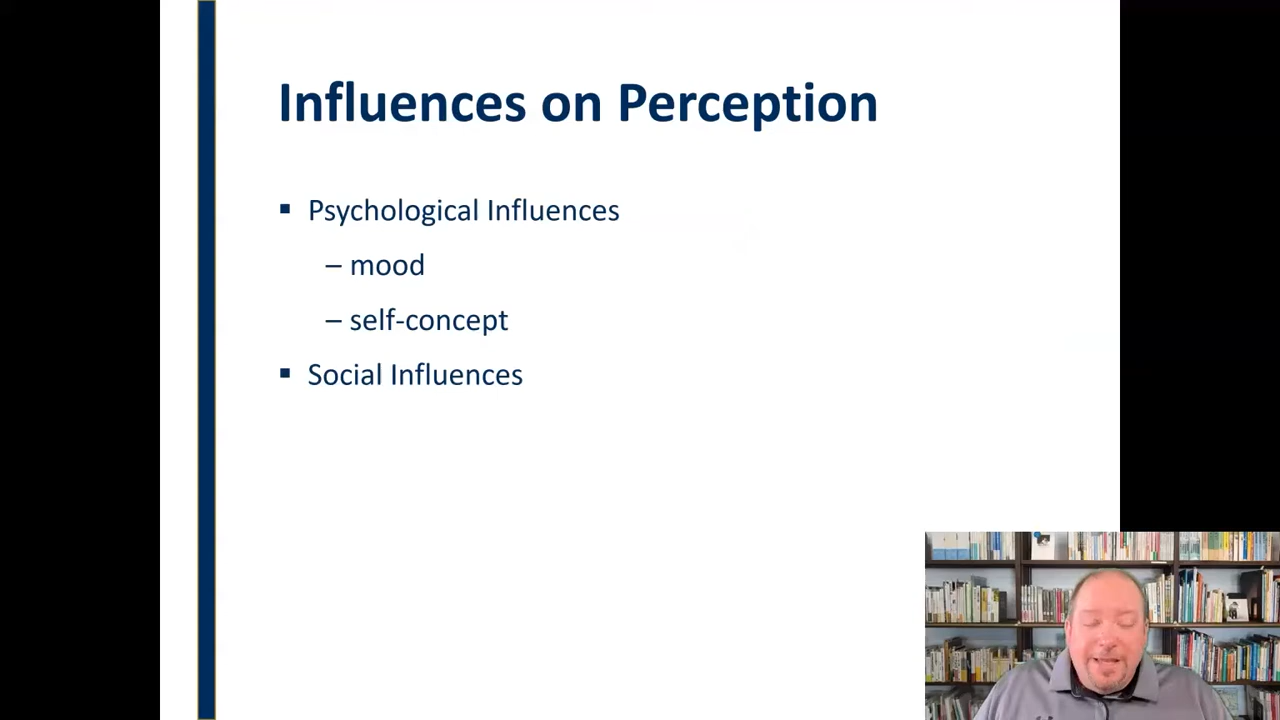 Influences on Perception
▪ Psychological Influences
– mood
– self-concept
▪ Social Influences